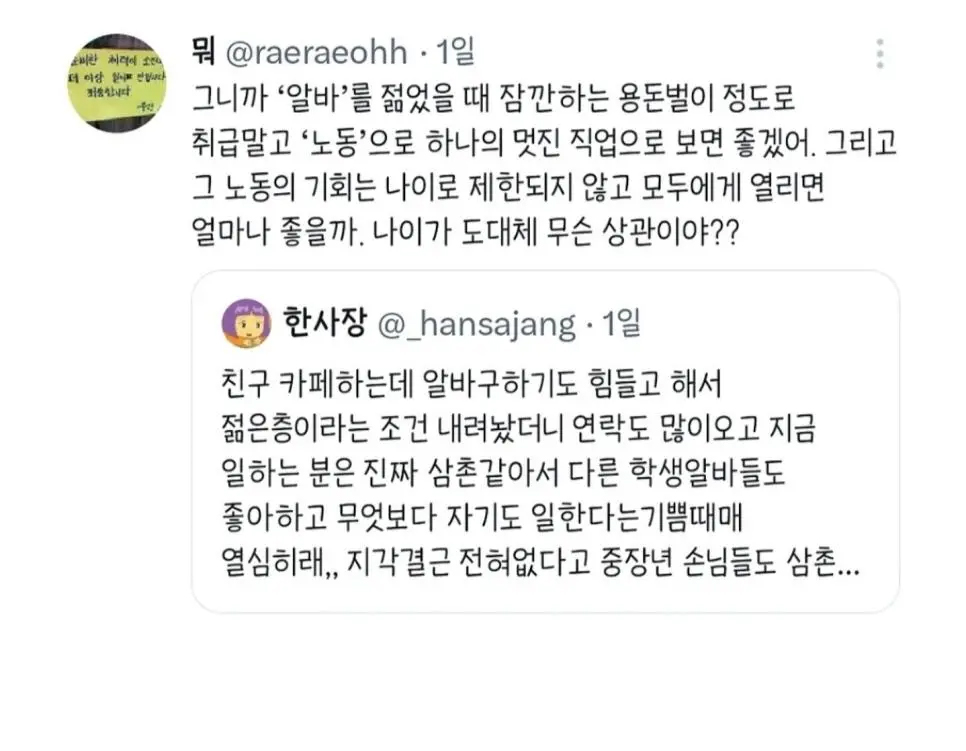 뭐 @raeraeohh · 1일
그니까 ‘알바’를 젊었을 때 잠깐하는 용돈벌이 정도로
취급말고 ‘노동’으로 하나의 멋진 직업으로 보면 좋겠어. 그리고
그 노동의 기회는 나이로 제한되지 않고 모두에게 열리면
얼마나 좋을까. 나이가 도대체 무슨 상관이야??
한사장 @_hansajang · 1일
친구 카페하는데 알바구하기도 힘들고 해서
젊은층이라는 조건 내려놨더니 연락도 많이오고 지금
일하는 분은 진짜 삼촌같아서 다른 학생알바들도
좋아하고 무엇보다 자기도 일한다는기쁨때매
열심히래,, 지각결근 전혀없다고 중장년 손님들도 삼촌...